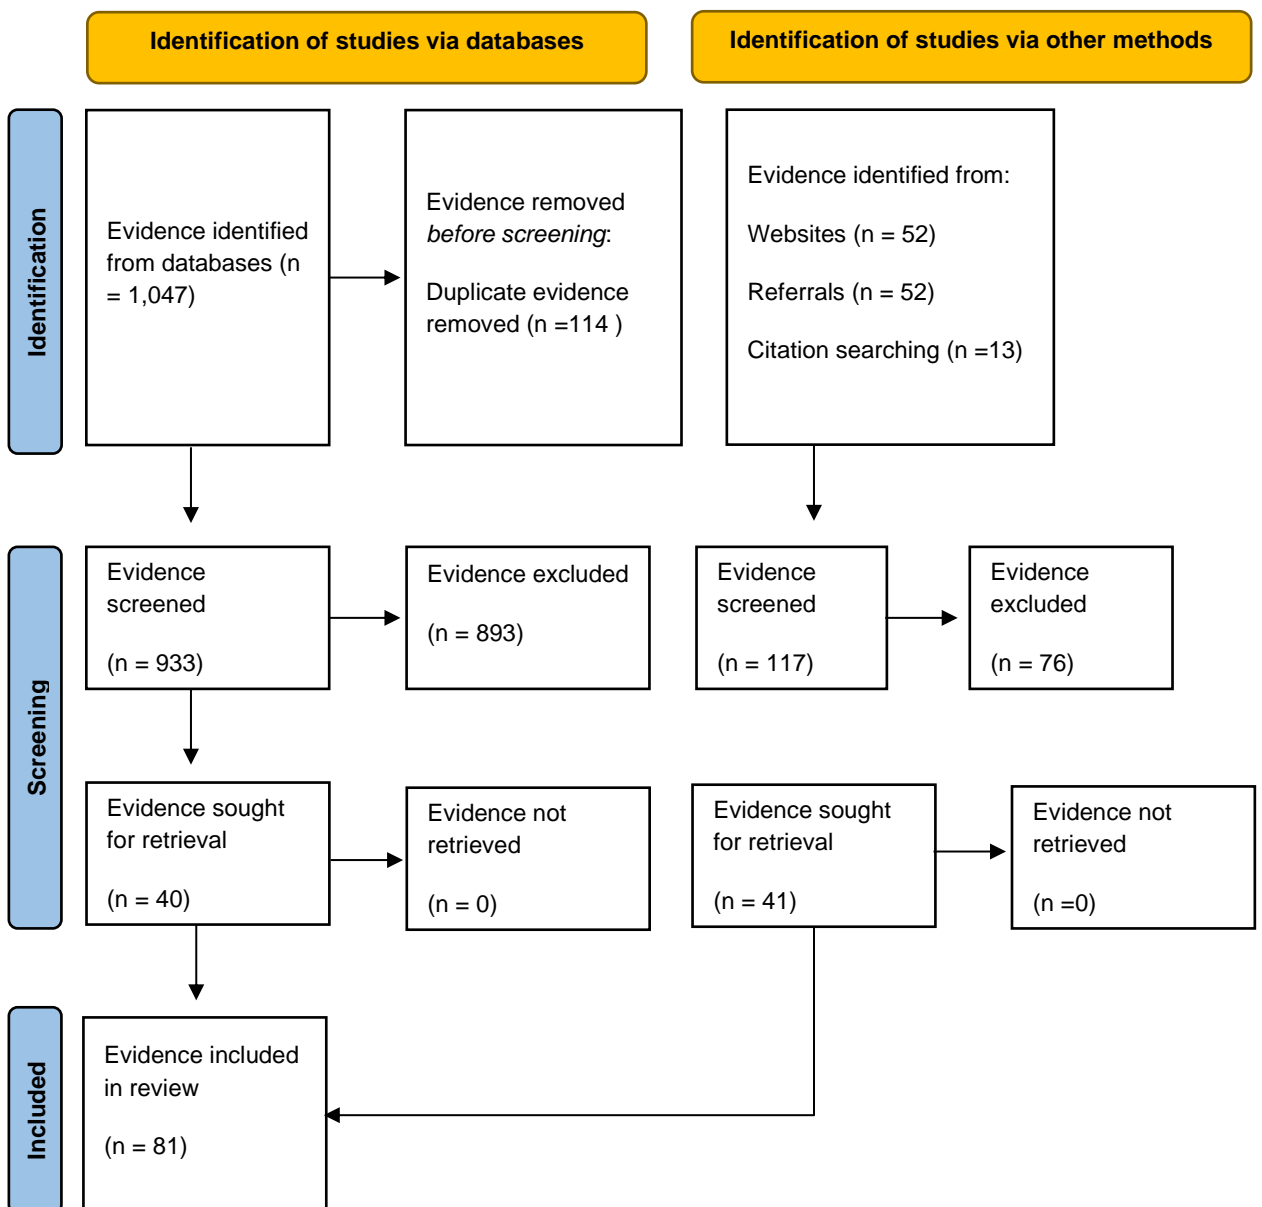 Identification of studies via databases
Identification of studies via other methods
Identification
Evidence identified
from databases (n
= 1,047)
Evidence removed
before screening:
Duplicate evidence
removed (n =114 )
Evidence identified from:
Websites (n = 52)
Referrals (n = 52)
Citation searching (n =13)
Screening
Evidence
screened
(n = 933)
Evidence excluded
(n = 893)
Evidence
screened
(n = 117)
Evidence
excluded
(n = 76)
Evidence sought
for retrieval
(n = 40)
Evidence not
retrieved
(n = 0)
Evidence sought
for retrieval
(n = 41)
Evidence not
retrieved
(n =0)
Included
Evidence included
in review
(n = 81)